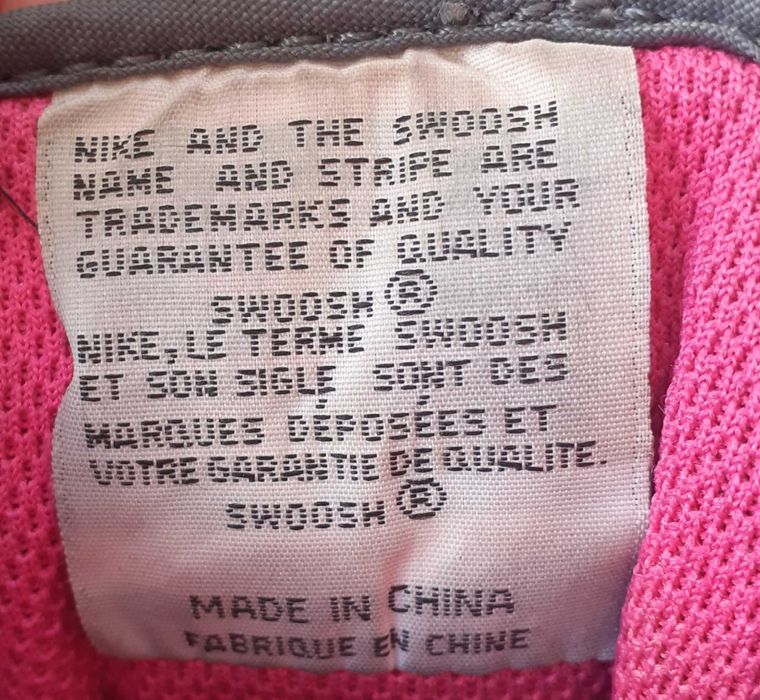 NIKE AND THE SWOOSH
NAME AND STRIPE ARE
TRADEMARKS AND YOUR
GUARANTEE OF QUALITY
SWOOSH ®
NIKE, LE TERME SWOOSH
ET SON SIGLE SONT DES
MARQUES DÉPOSÉES ET
VOTRE GARANTIE DE QUALITE.
SWOOSH ®
MADE IN CHINA
FABRIQUE EN CHINE